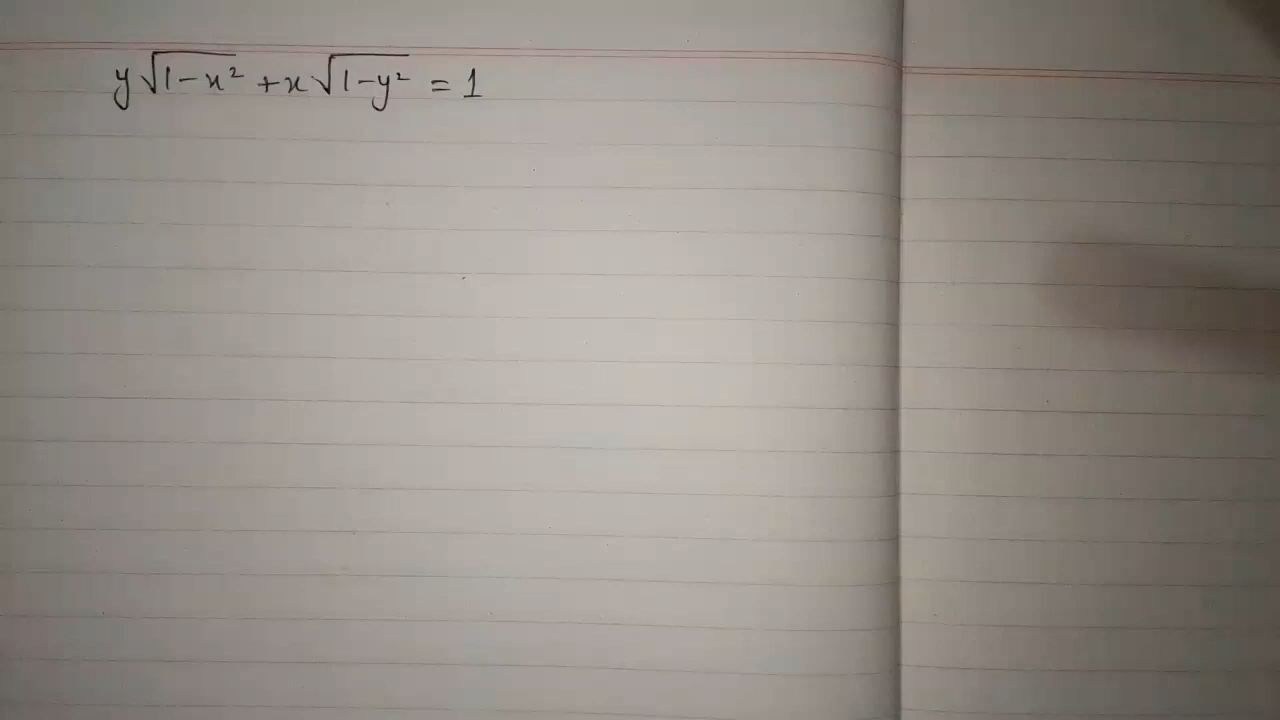 y√(1-x²) + x√(1-y²) = 1